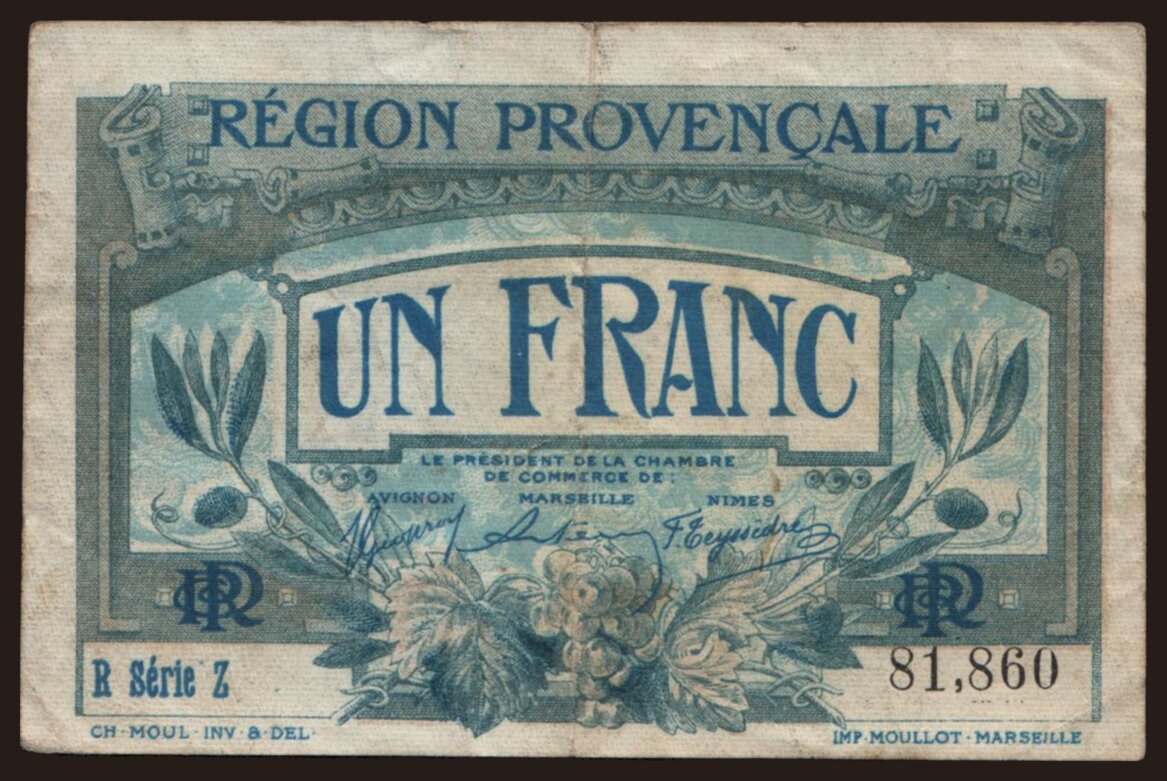 RÉGION PROVENÇALE
UN FRANC
LE PRÉSIDENT DE LA CHAMBRE
DE COMMERCE DE:
AVIGNON MARSEILLE NIMES
F. Teyssèdre
R Série Z
81,860
CH·MOUL·INV·&·DEL·
IMP·MOULLOT·MARSEILLE